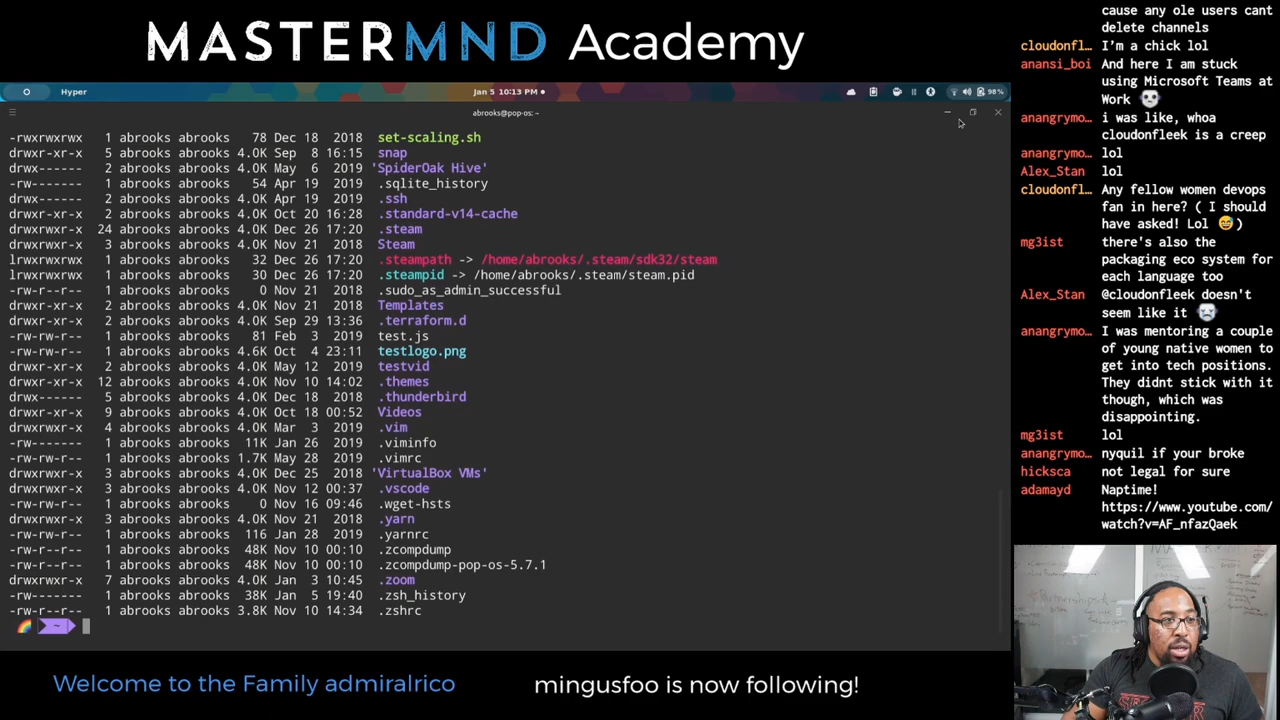 MASTERMND Academy
Hyper
Jan 5 10:13 PM
98%
abrooks@pop-os: ~
-rwxrwxrwx 1 abrooks abrooks 78 Dec 18 2018 set-scaling.sh
drwxr-xr-x 5 abrooks abrooks 4.0K Sep 8 16:15 snap
drwx------ 2 abrooks abrooks 4.0K May 6 2019 'SpiderOak Hive'
-rw------- 1 abrooks abrooks 54 Apr 19 2019 .sqlite_history
drwx------ 2 abrooks abrooks 4.0K Apr 19 2019 .ssh
drwxrwxr-x 2 abrooks abrooks 4.0K Oct 20 16:28 .standard-v14-cache
drwxrwxr-x 24 abrooks abrooks 4.0K Dec 26 17:20 .steam
drwxrwxr-x 3 abrooks abrooks 4.0K Nov 21 2018 Steam
lrwxrwxrwx 1 abrooks abrooks 32 Dec 26 17:20 .steampath -> /home/abrooks/.steam/sdk32/steam
lrwxrwxrwx 1 abrooks abrooks 30 Dec 26 17:20 .steampid -> /home/abrooks/.steam/steam.pid
-rw-r--r-- 1 abrooks abrooks 0 Nov 21 2018 .sudo_as_admin_successful
drwxr-xr-x 2 abrooks abrooks 4.0K Nov 21 2018 Templates
drwxr-xr-x 2 abrooks abrooks 4.0K Sep 29 13:36 .terraform.d
-rw-rw-r-- 1 abrooks abrooks 81 Feb 3 2019 test.js
-rw-rw-r-- 1 abrooks abrooks 4.6K Oct 4 23:11 testlogo.png
drwxrwxr-x 2 abrooks abrooks 4.0K May 12 2019 testvid
drwxrwxr-x 12 abrooks abrooks 4.0K Nov 10 14:02 .themes
drwx------ 5 abrooks abrooks 4.0K Dec 18 2018 .thunderbird
drwxr-xr-x 9 abrooks abrooks 4.0K Oct 18 00:52 Videos
drwxrwxr-x 4 abrooks abrooks 4.0K Mar 3 2019 .vim
-rw------- 1 abrooks abrooks 11K Jan 26 2019 .viminfo
-rw-rw-r-- 1 abrooks abrooks 1.7K May 28 2019 .vimrc
drwxrwxr-x 3 abrooks abrooks 4.0K Dec 25 2018 'VirtualBox VMs'
drwxrwxr-x 3 abrooks abrooks 4.0K Nov 12 00:37 .vscode
-rw-rw-r-- 1 abrooks abrooks 0 Nov 16 09:46 .wget-hsts
drwxrwxr-x 3 abrooks abrooks 4.0K Nov 21 2018 .yarn
-rw-rw-r-- 1 abrooks abrooks 116 Jan 28 2019 .yarnrc
-rw-r--r-- 1 abrooks abrooks 48K Nov 10 00:10 .zcompdump
-rw-r--r-- 1 abrooks abrooks 48K Nov 10 00:10 .zcompdump-pop-os-5.7.1
drwxrwxr-x 7 abrooks abrooks 4.0K Jan 3 10:45 .zoom
-rw------- 1 abrooks abrooks 38K Jan 5 19:40 .zsh_history
-rw-r--r-- 1 abrooks abrooks 3.8K Nov 10 14:34 .zshrc
~
cause any ole users cant
delete channels
cloudonfl… I'm a chick lol
anansi_boi And here I am stuck
using Microsoft Teams at
Work
anangrymo… i was like, whoa
cloudonfleek is a creep
anangrymo… lol
Alex_Stan lol
cloudonfl… Any fellow women devops
fan in here? ( I should
have asked! Lol 😅)
mg3ist there's also the
packaging eco system for
each language too
Alex_Stan @cloudonfleek doesn't
seem like it
anangrymo… I was mentoring a couple
of young native women to
get into tech positions.
They didnt stick with it
though, which was
disappointing.
mg3ist lol
anangrymo… nyquil if your broke
hicksca not legal for sure
adamayd Naptime!
https://www.youtube.com/
watch?v=AF_nfazQaek
Welcome to the Family admiralrico
mingusfoo is now following!